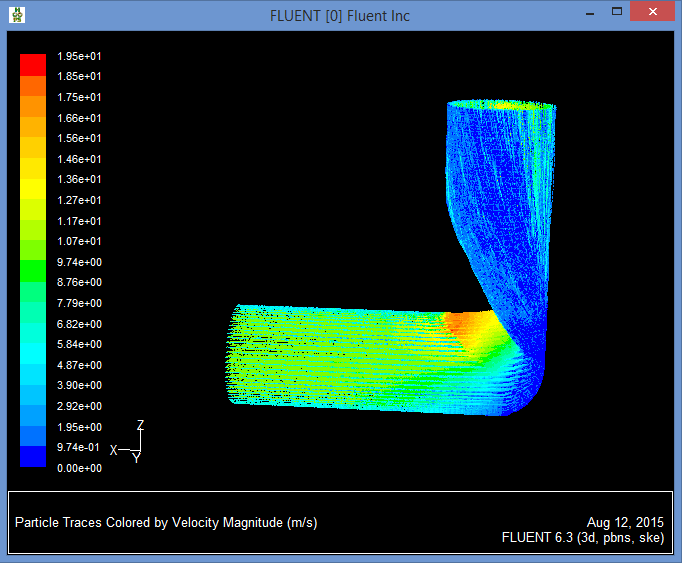 FLUENT [0] Fluent Inc
1.95e+01
1.85e+01
1.75e+01
1.66e+01
1.56e+01
1.46e+01
1.36e+01
1.27e+01
1.17e+01
1.07e+01
9.74e+00
8.76e+00
7.79e+00
6.82e+00
5.84e+00
4.87e+00
3.90e+00
2.92e+00
1.95e+00
9.74e-01
0.00e+00
Z
X
Y
Particle Traces Colored by Velocity Magnitude (m/s)
Aug 12, 2015
FLUENT 6.3 (3d, pbns, ske)